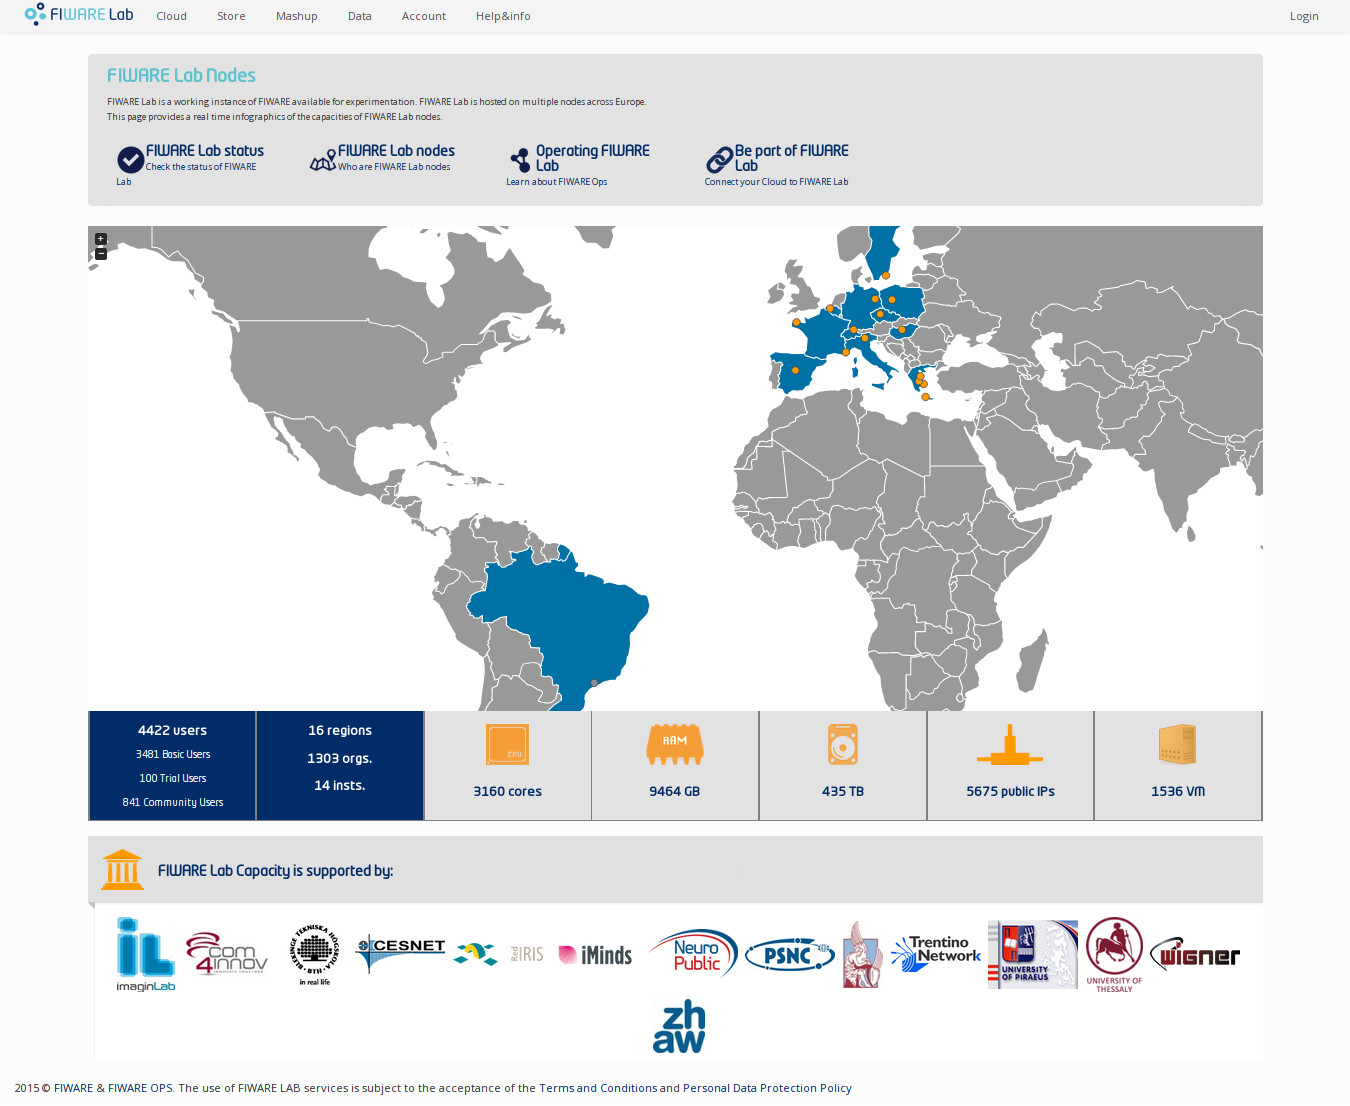 FIWARE Lab
Cloud
Store
Mashup
Data
Account
Help&info
Login
FIWARE Lab Nodes
FIWARE Lab is a working instance of FIWARE available for experimentation. FIWARE Lab is hosted on multiple nodes across Europe.
This page provides a real time infographics of the capacities of FIWARE Lab nodes.
FIWARE Lab status
Check the status of FIWARE
Lab
FIWARE Lab nodes
Who are FIWARE Lab nodes
Operating FIWARE
Lab
Learn about FIWARE Ops
Be part of FIWARE
Lab
Connect your Cloud to FIWARE Lab
+
−
4422 users
3481 Basic Users
100 Trial Users
841 Community Users
16 regions
1303 orgs.
14 insts.
CPU
3160 cores
RAM
9464 GB
435 TB
5675 public IPs
1536 VM
FIWARE Lab Capacity is supported by:
iL
imaginLab
com
4innov
BLEKINGE TEKNISKA HÖGSKOLA · BTH ·
in real life
CESNET
RedIRIS
iMinds
Neuro
Public
PSNC
Trentino
Network
UNIVERSITY
OF PIRAEUS
UNIVERSITY OF
THESSALY
wigner
zh
aw
2015 © FIWARE & FIWARE OPS. The use of FIWARE LAB services is subject to the acceptance of the Terms and Conditions and Personal Data Protection Policy